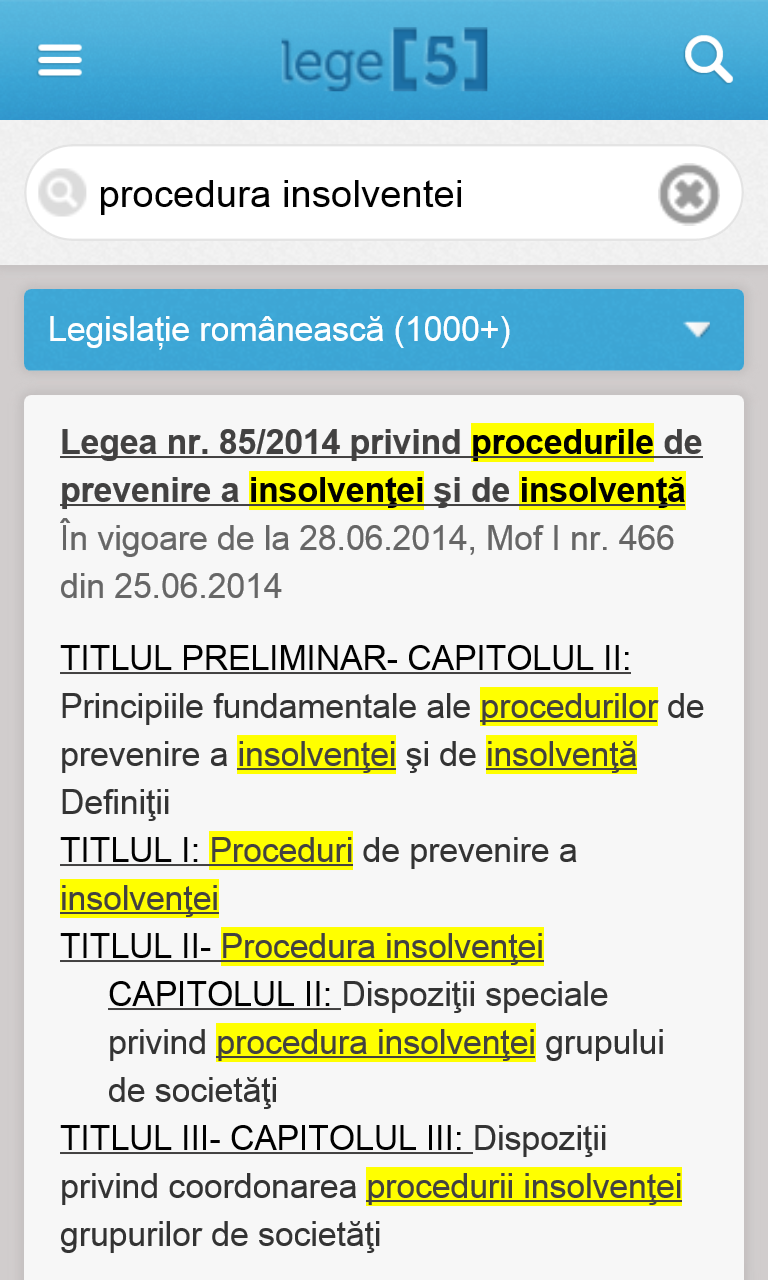 lege[5]
procedura insolventei
Legislație românească (1000+)
Legea nr. 85/2014 privind procedurile de
prevenire a insolvenţei şi de insolvenţă
În vigoare de la 28.06.2014, Mof I nr. 466
din 25.06.2014
TITLUL PRELIMINAR- CAPITOLUL II:
Principiile fundamentale ale procedurilor de
prevenire a insolvenţei şi de insolvenţă
Definiţii
TITLUL I: Proceduri de prevenire a
insolvenţei
TITLUL II- Procedura insolvenţei
CAPITOLUL II: Dispoziţii speciale
privind procedura insolvenţei grupului
de societăţi
TITLUL III- CAPITOLUL III: Dispoziţii
privind coordonarea procedurii insolvenţei
grupurilor de societăţi